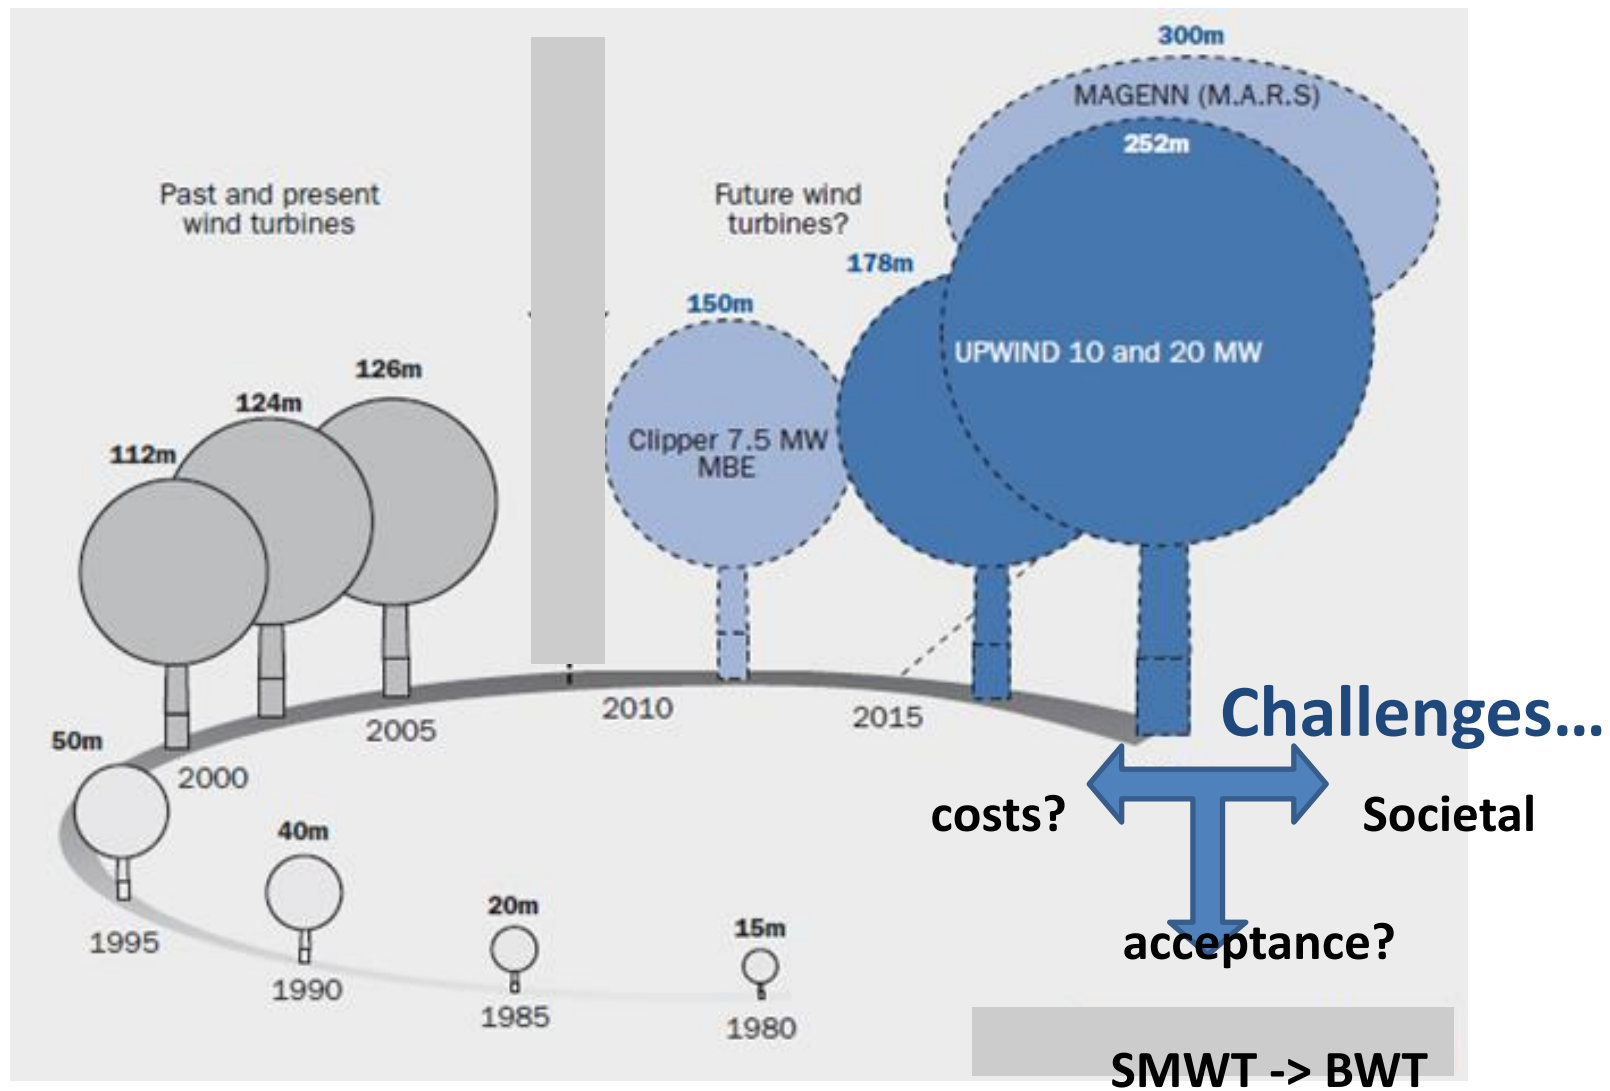 300m
MAGENN (M.A.R.S)
252m
Past and present
wind turbines
Future wind
turbines?
178m
150m
UPWIND 10 and 20 MW
126m
124m
112m
Clipper 7.5 MW
MBE
2010
2015
2005
Challenges...
50m
2000
costs?
Societal
40m
20m
15m
acceptance?
1995
1990
1985
1980
SMWT -> BWT